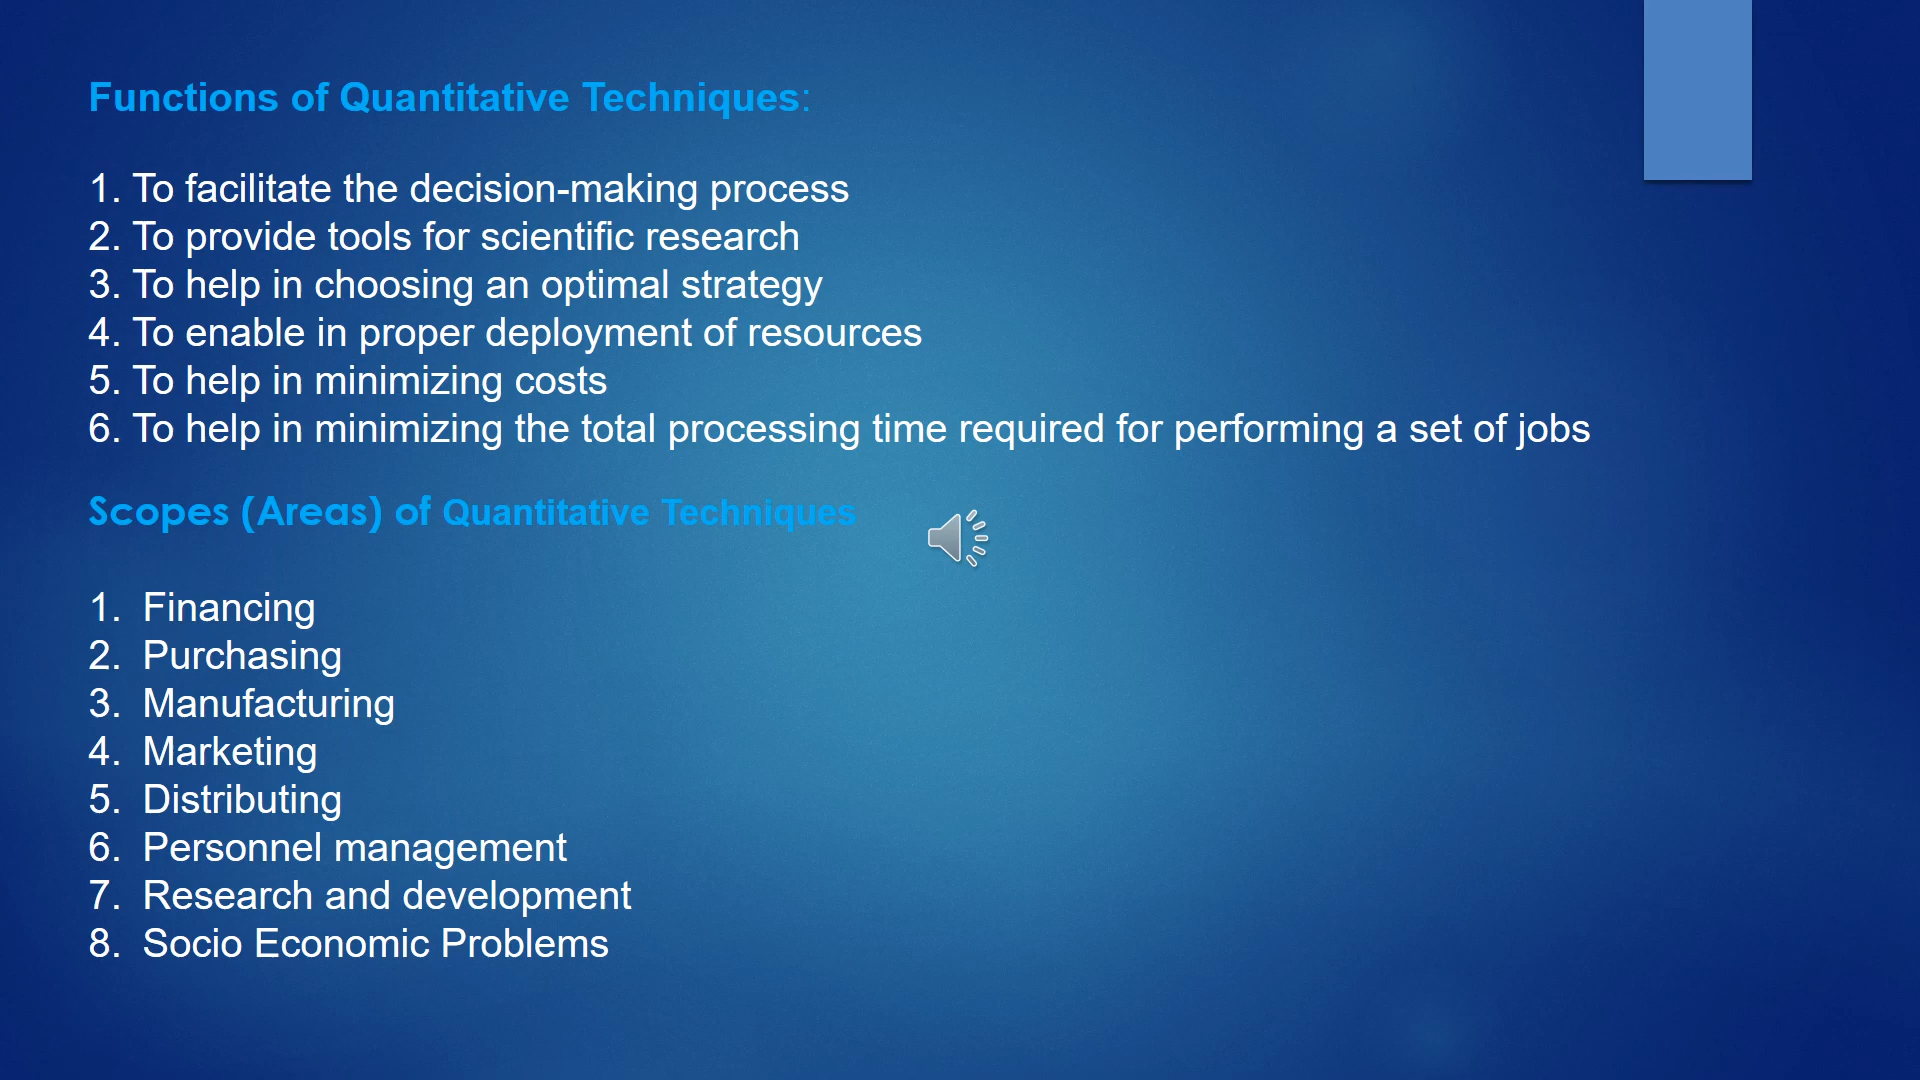 Functions of Quantitative Techniques:
1. To facilitate the decision-making process
2. To provide tools for scientific research
3. To help in choosing an optimal strategy
4. To enable in proper deployment of resources
5. To help in minimizing costs
6. To help in minimizing the total processing time required for performing a set of jobs
Scopes (Areas) of Quantitative Techniques
1. Financing
2. Purchasing
3. Manufacturing
4. Marketing
5. Distributing
6. Personnel management
7. Research and development
8. Socio Economic Problems